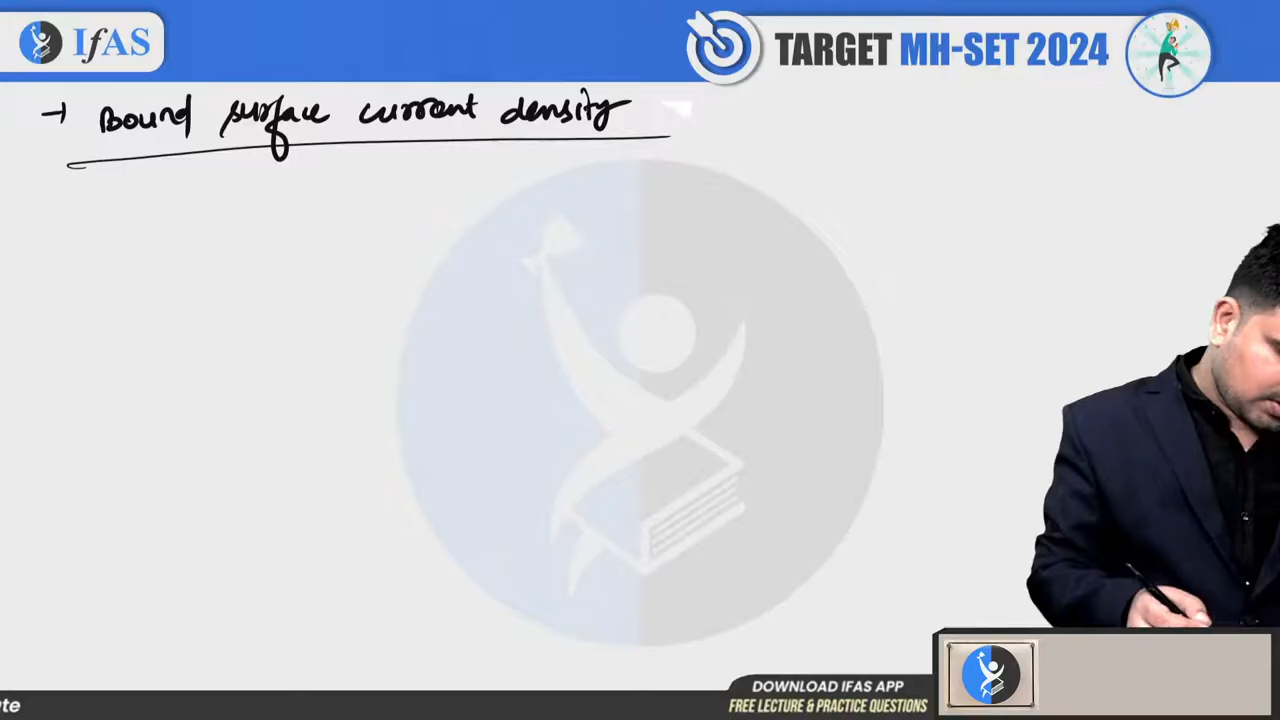 IfAS
TARGET MH-SET 2024
→ Bound surface current density
DOWNLOAD IFAS APP
FREE LECTURE & PRACTICE QUESTIONS